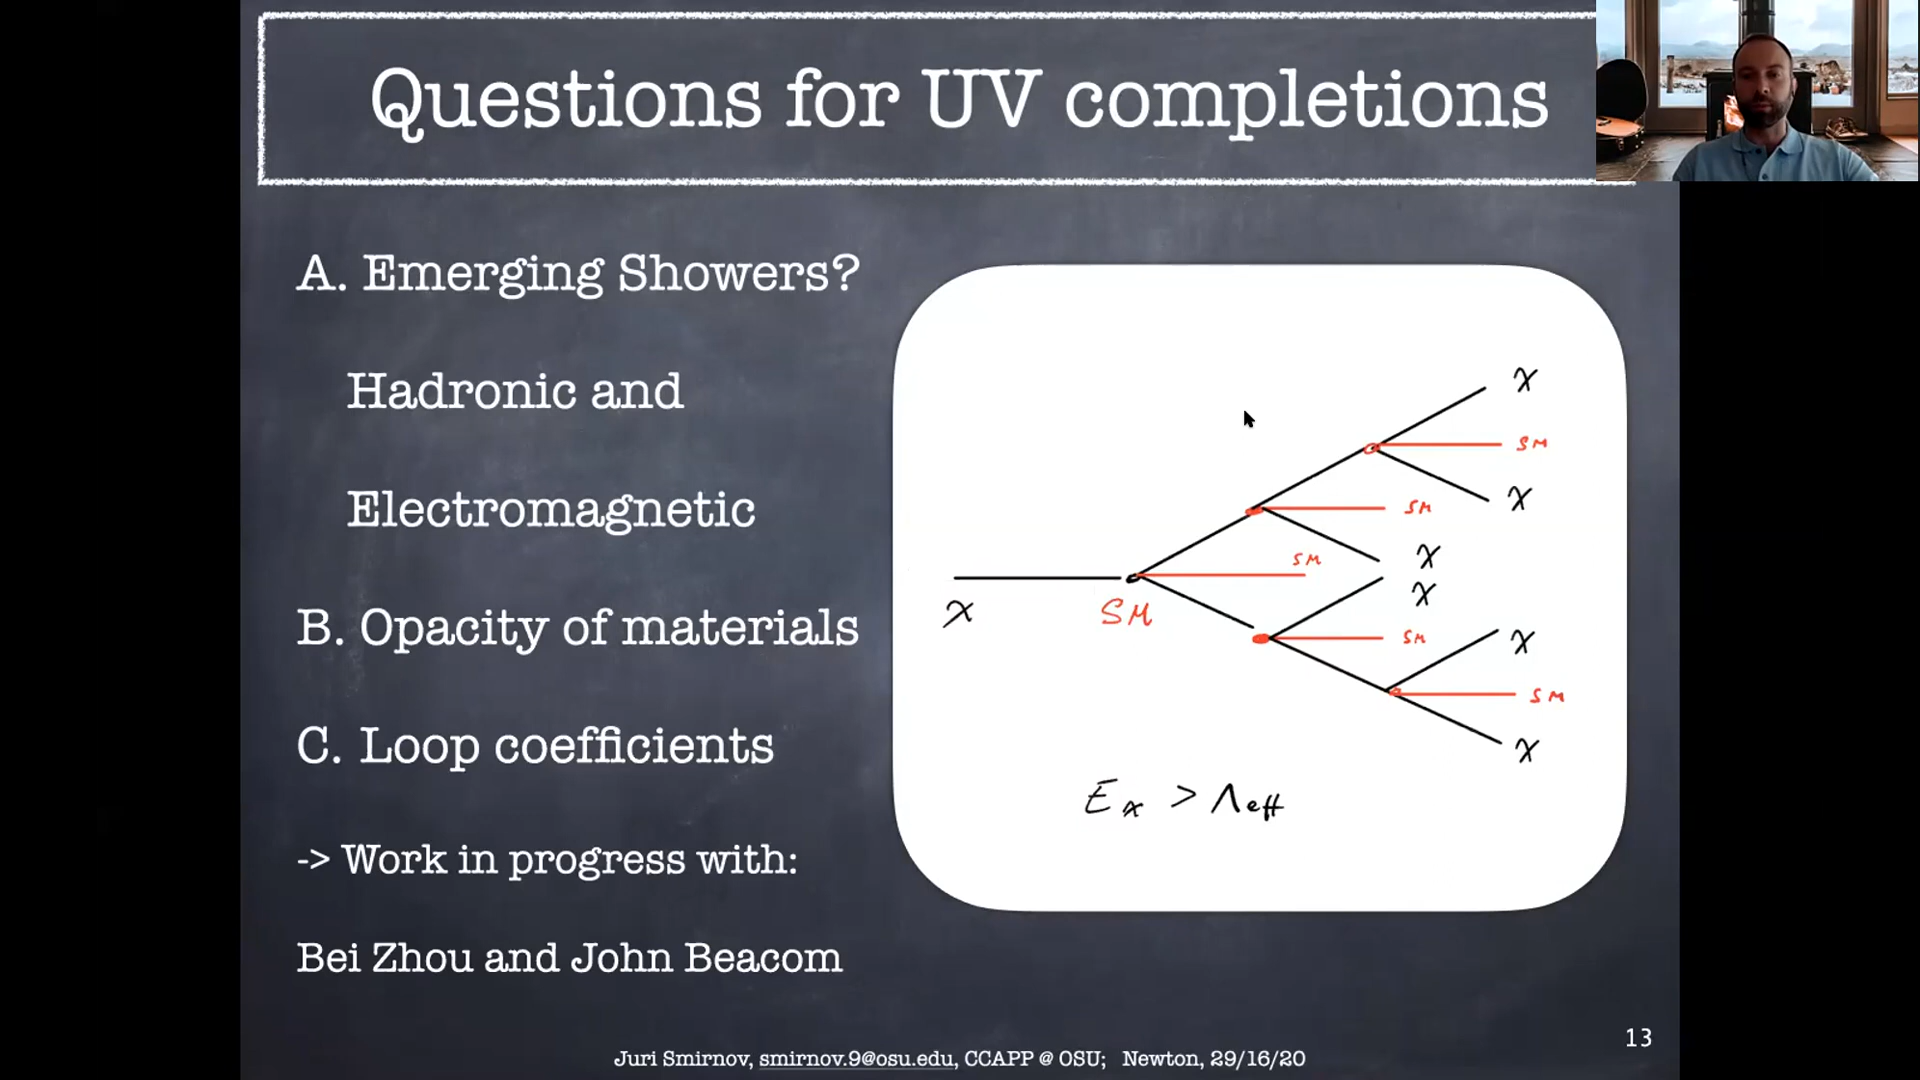 Questions for UV completions
A. Emerging Showers?
Hadronic and
Electromagnetic
B. Opacity of materials
C. Loop coefficients
-> Work in progress with:
Bei Zhou and John Beacom
χ
SM
χ
SM
SM
χ
SM
χ
χ
χ
SM
χ
SM
χ
Eχ > Λeff
13
Juri Smirnov, smirnov.9@osu.edu, CCAPP @ OSU; Newton, 29/16/20